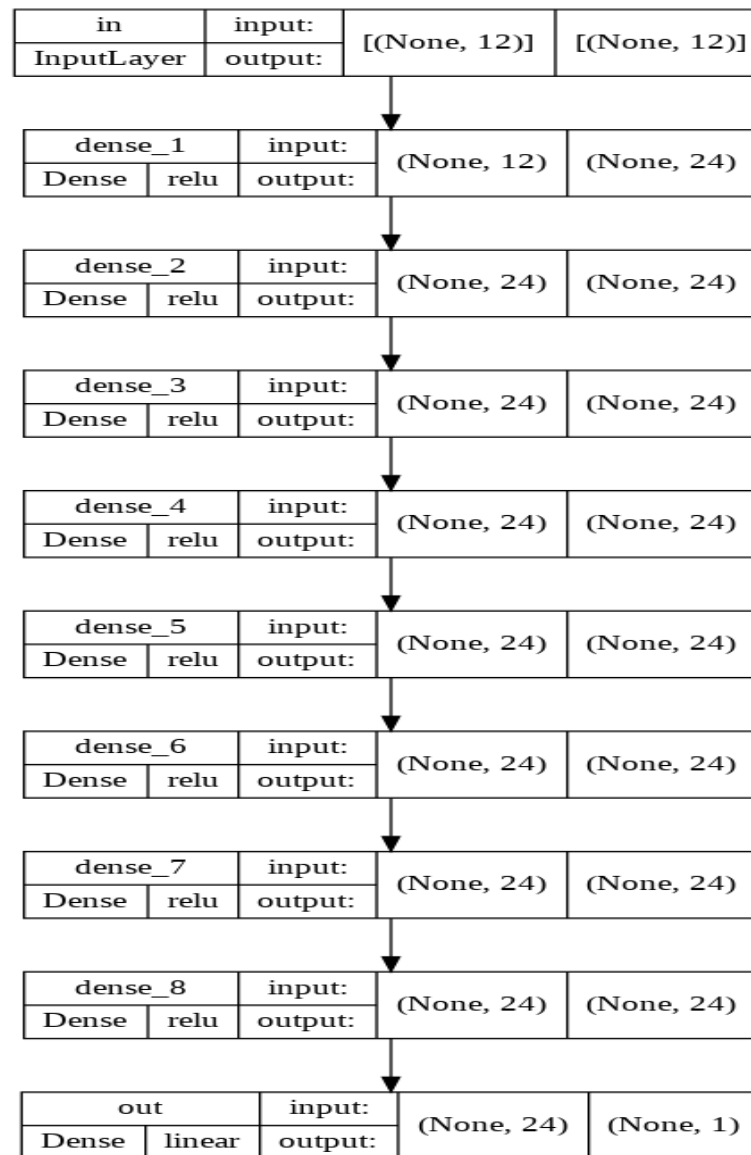 in input: [(None, 12)] [(None, 12)]
InputLayer output:
dense_1 input: (None, 12) (None, 24)
Dense relu output:
dense_2 input: (None, 24) (None, 24)
Dense relu output:
dense_3 input: (None, 24) (None, 24)
Dense relu output:
dense_4 input: (None, 24) (None, 24)
Dense relu output:
dense_5 input: (None, 24) (None, 24)
Dense relu output:
dense_6 input: (None, 24) (None, 24)
Dense relu output:
dense_7 input: (None, 24) (None, 24)
Dense relu output:
dense_8 input: (None, 24) (None, 24)
Dense relu output:
out input: (None, 24) (None, 1)
Dense linear output: